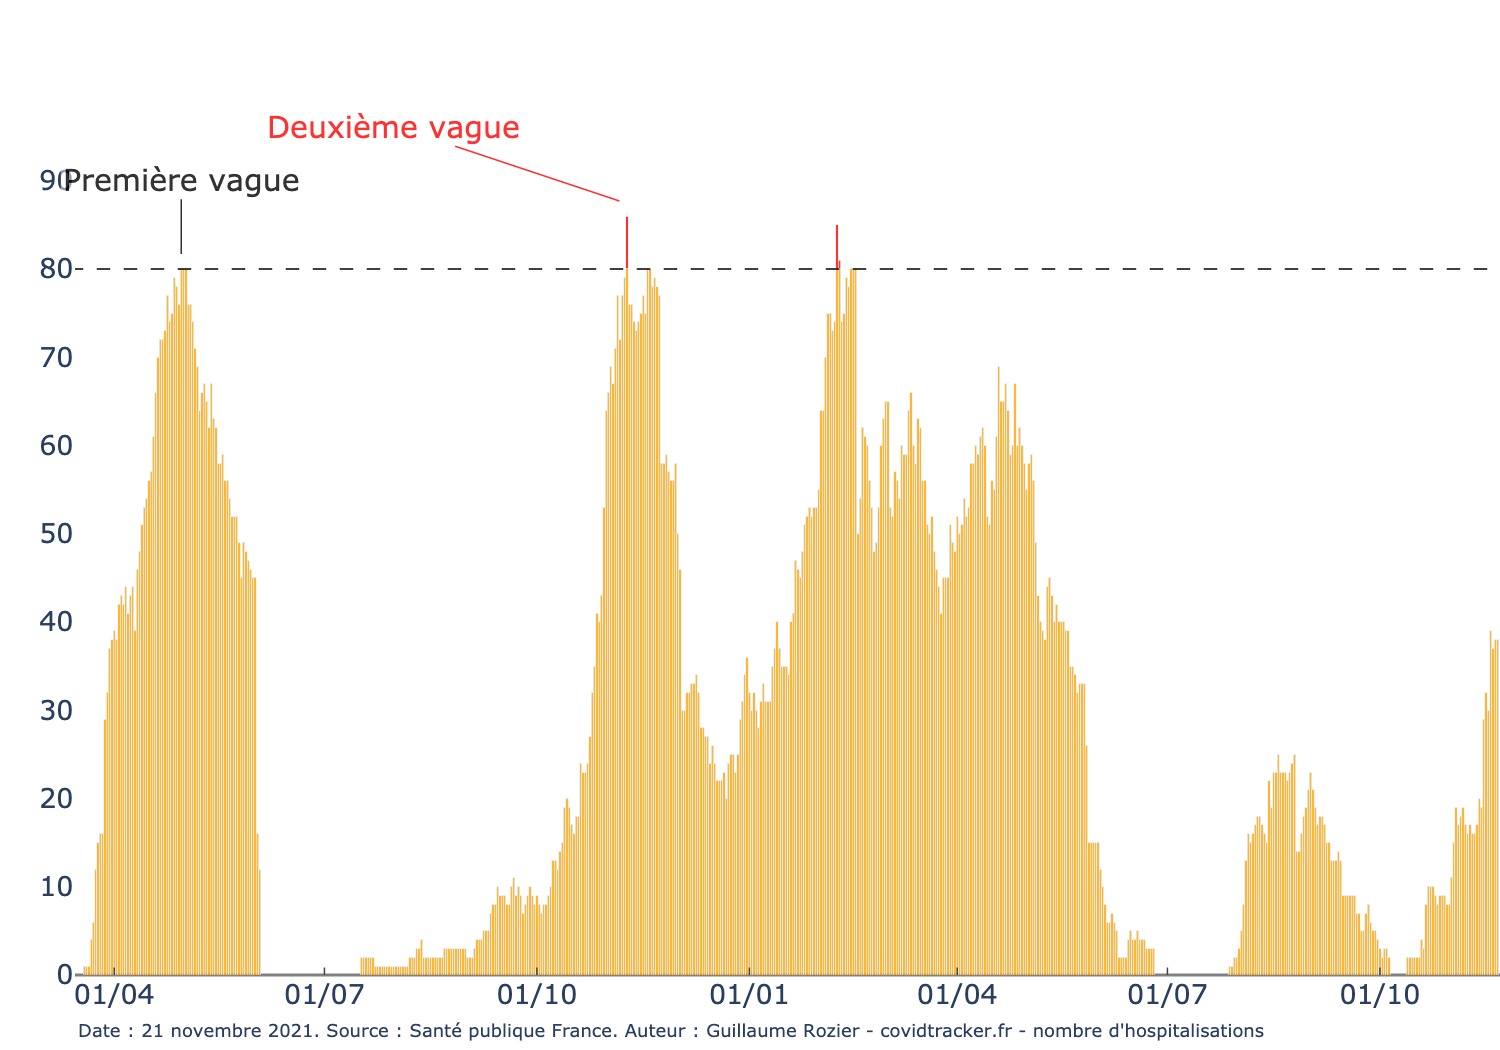 Deuxième vague
Première vague
90
80
70
60
50
40
30
20
10
0
01/04 01/07 01/10 01/01 01/04 01/07 01/10
Date : 21 novembre 2021. Source : Santé publique France. Auteur : Guillaume Rozier - covidtracker.fr - nombre d'hospitalisations